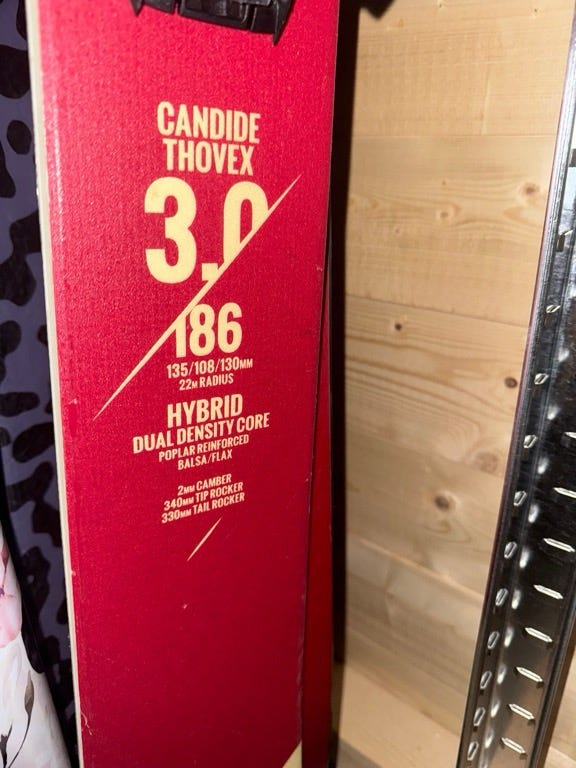 CANDIDE
THOVEX
3.0
186
135/108/130MM
22M RADIUS
HYBRID
DUAL DENSITY CORE
POPLAR REINFORCED
BALSA/FLAX
2MM CAMBER
340MM TIP ROCKER
330MM TAIL ROCKER